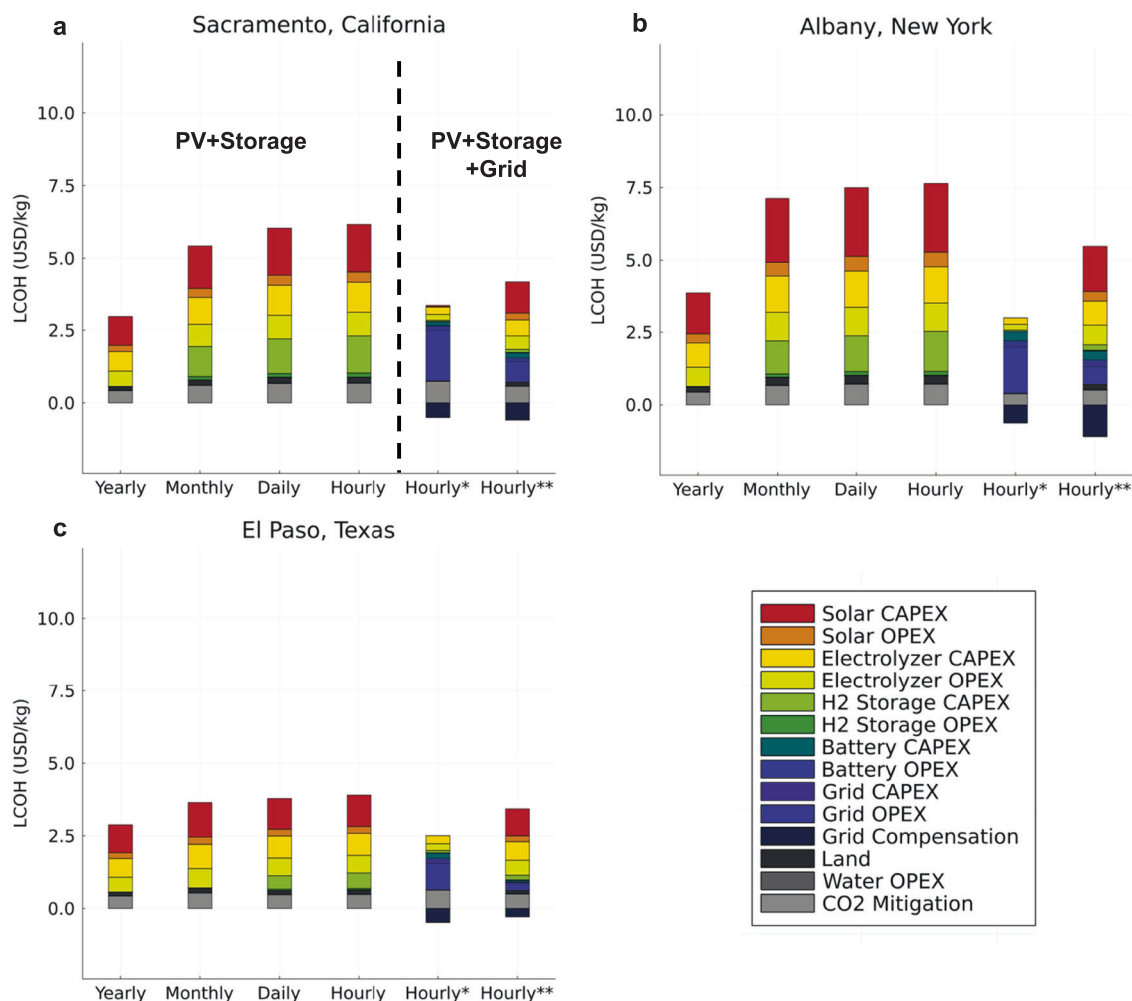 a
Sacramento, California
LCOH (USD/kg)
10.0
7.5
5.0
2.5
0.0
PV+Storage
PV+Storage
+Grid
Yearly Monthly Daily Hourly Hourly* Hourly**
b
Albany, New York
LCOH (USD/kg)
10.0
7.5
5.0
2.5
0.0
Yearly Monthly Daily Hourly Hourly* Hourly**
c
El Paso, Texas
LCOH (USD/kg)
10.0
7.5
5.0
2.5
0.0
Yearly Monthly Daily Hourly Hourly* Hourly**
Solar CAPEX
Solar OPEX
Electrolyzer CAPEX
Electrolyzer OPEX
H2 Storage CAPEX
H2 Storage OPEX
Battery CAPEX
Battery OPEX
Grid CAPEX
Grid OPEX
Grid Compensation
Land
Water OPEX
CO2 Mitigation